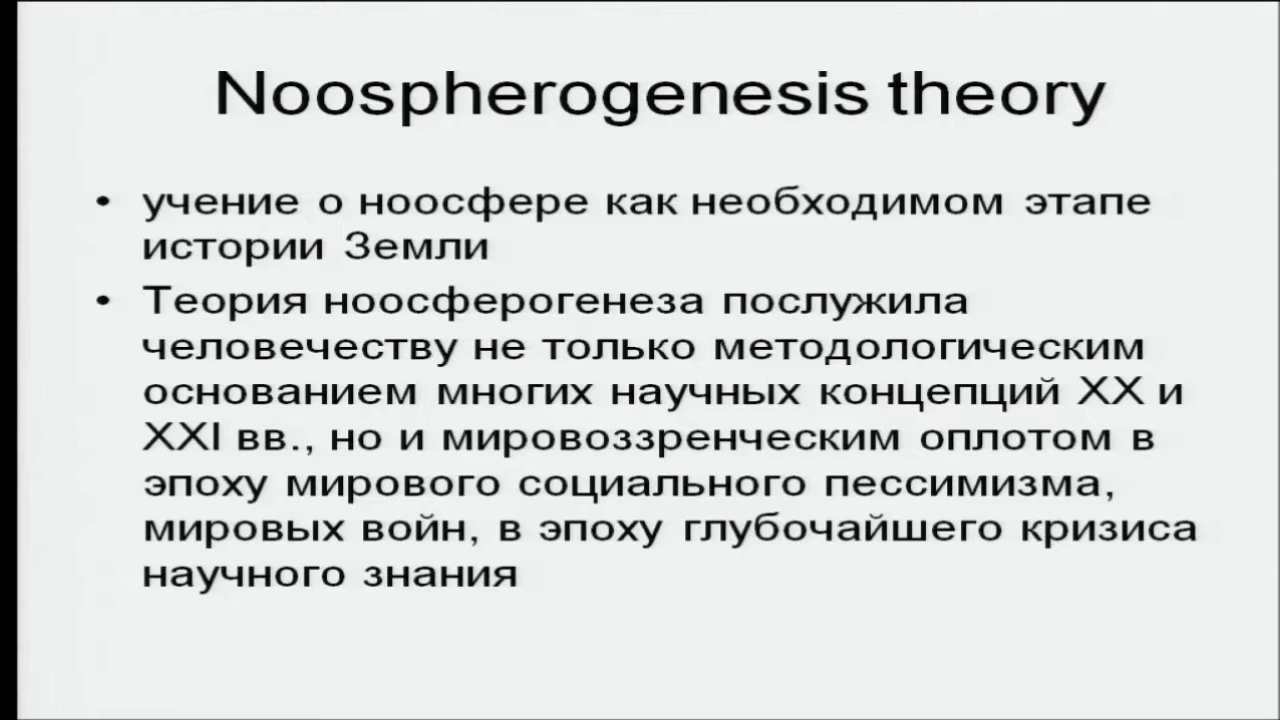 Noospherogenesis theory
• учение о ноосфере как необходимом этапе
истории Земли
• Теория ноосферогенеза послужила
человечеству не только методологическим
основанием многих научных концепций XX и
XXI вв., но и мировоззренческим оплотом в
эпоху мирового социального пессимизма,
мировых войн, в эпоху глубочайшего кризиса
научного знания